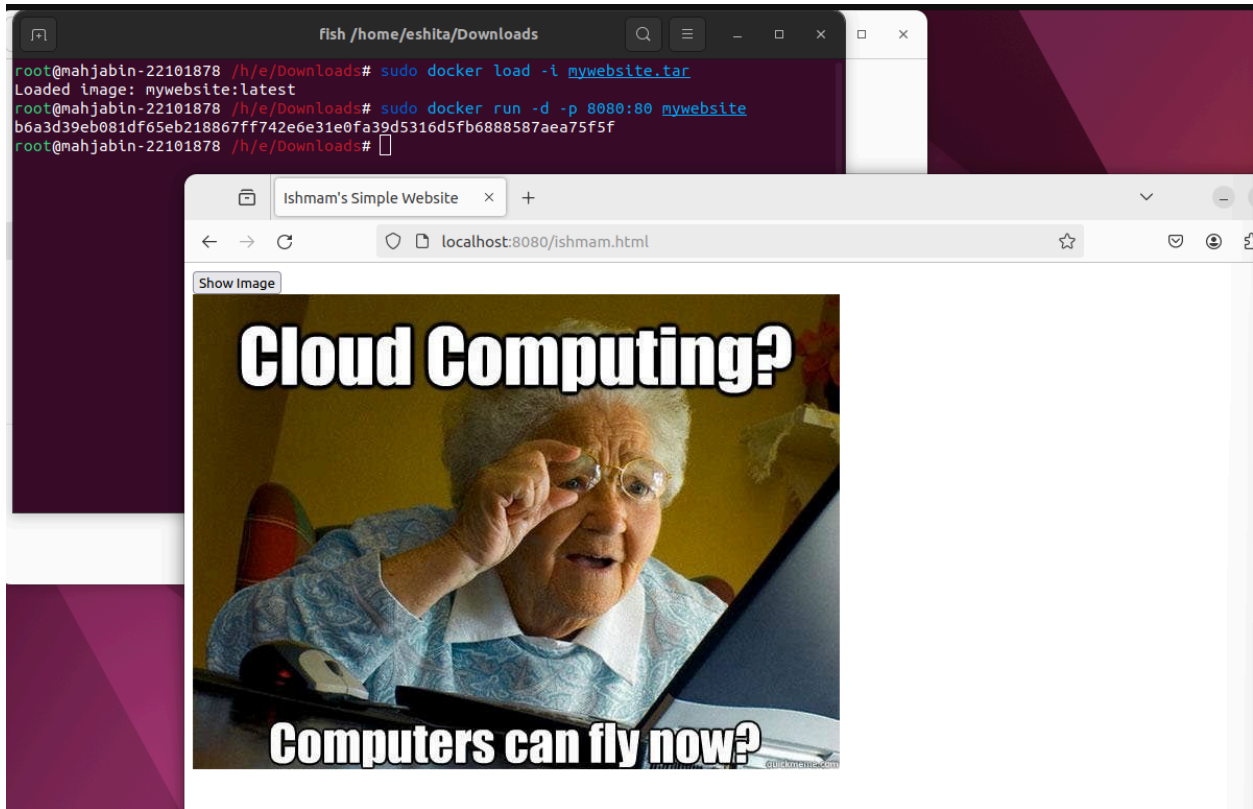 fish /home/eshita/Downloads
root@mahjabin-22101878 /h/e/Downloads# sudo docker load -i mywebsite.tar
Loaded image: mywebsite:latest
root@mahjabin-22101878 /h/e/Downloads# sudo docker run -d -p 8080:80 mywebsite
b6a3d39eb081df65eb218867ff742e6e31e0fa39d5316d5fb6888587aea75f5f
root@mahjabin-22101878 /h/e/Downloads#
Ishmam's Simple Website
localhost:8080/ishmam.html
Show Image
Cloud Computing?
Computers can fly now?
quickmeme.com